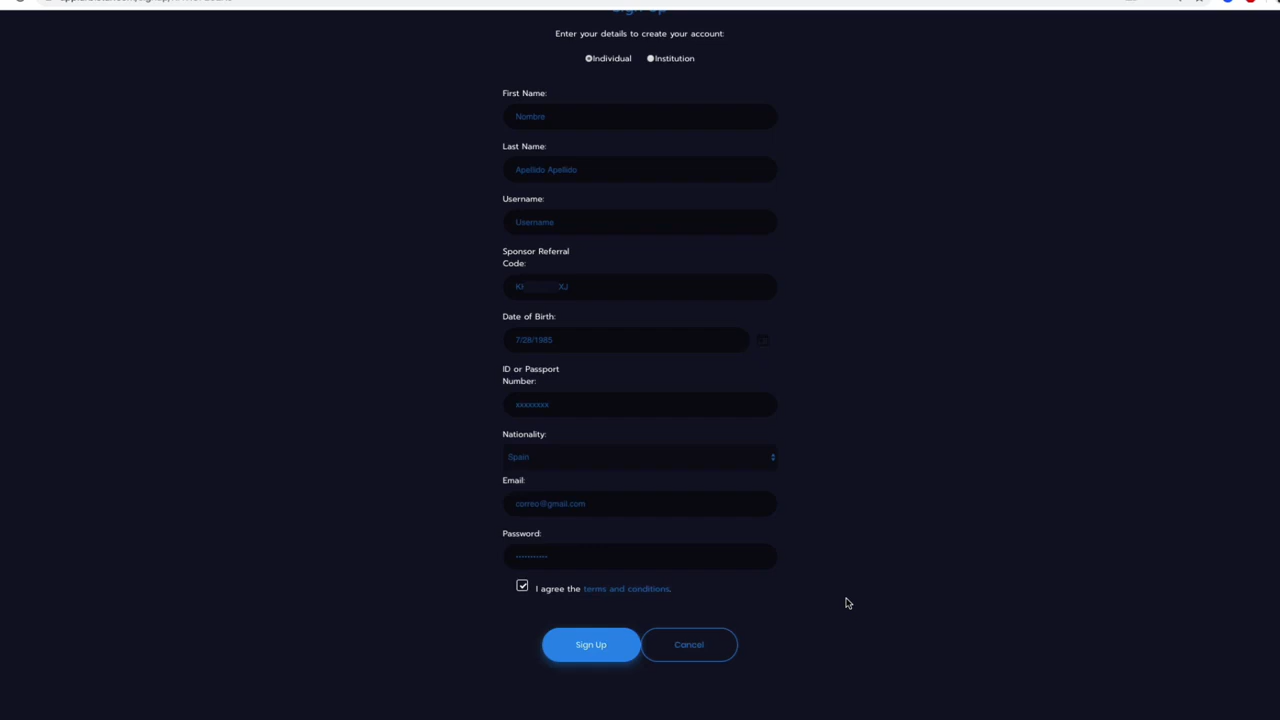 Enter your details to create your account:
Individual Institution
First Name:
Nombre
Last Name:
Apellido Apellido
Username:
Username
Sponsor Referral
Code:
XJ
Date of Birth:
7/28/1985
ID or Passport
Number:
xxxxxxxx
Nationality:
Spain
Email:
correo@gmail.com
Password:
I agree the terms and conditions.
Sign Up Cancel